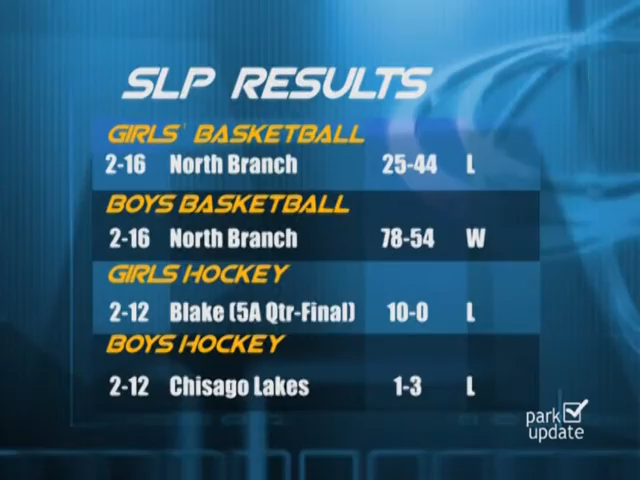 SLP RESULTS
GIRLS' BASKETBALL
2-16 North Branch 25-44 L
BOYS BASKETBALL
2-16 North Branch 78-54 W
GIRLS HOCKEY
2-12 Blake (5A Qtr-Final) 10-0 L
BOYS HOCKEY
2-12 Chisago Lakes 1-3 L
park
update